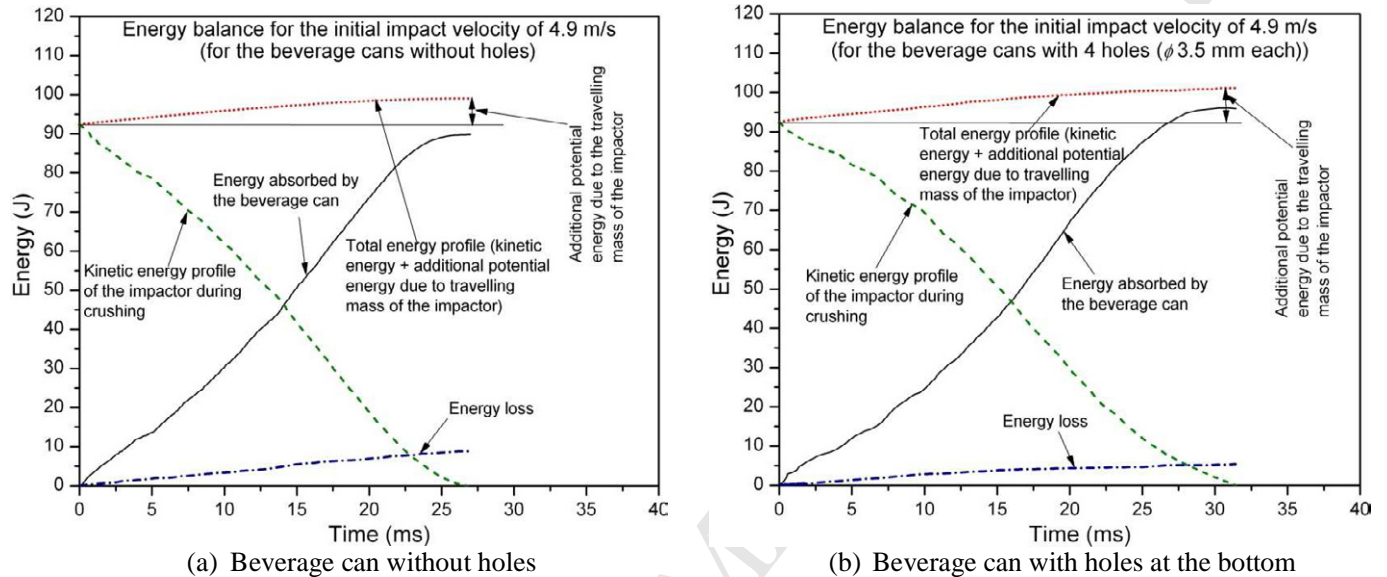 Energy balance for the initial impact velocity of 4.9 m/s
(for the beverage cans without holes)
120
110
100
90
80
70
60
50
40
30
20
10
0
Energy (J)
Energy absorbed by
the beverage can
Kinetic energy profile
of the impactor during
crushing
Total energy profile (kinetic
energy + additional potential
energy due to travelling
mass of the impactor)
Additional potential
energy due to the travelling
mass of the impactor
Energy loss
0 5 10 15 20 25 30 35 40
Time (ms)
(a) Beverage can without holes
Energy balance for the initial impact velocity of 4.9 m/s
(for the beverage cans with 4 holes (ϕ3.5 mm each))
120
110
100
90
80
70
60
50
40
30
20
10
0
Energy (J)
Total energy profile (kinetic
energy + additional potential
energy due to travelling
mass of the impactor)
Kinetic energy profile
of the impactor during
crushing
Energy absorbed by
the beverage can
Additional potential
energy due to the travelling
mass of the impactor
Energy loss
0 5 10 15 20 25 30 35 40
Time (ms)
(b) Beverage can with holes at the bottom